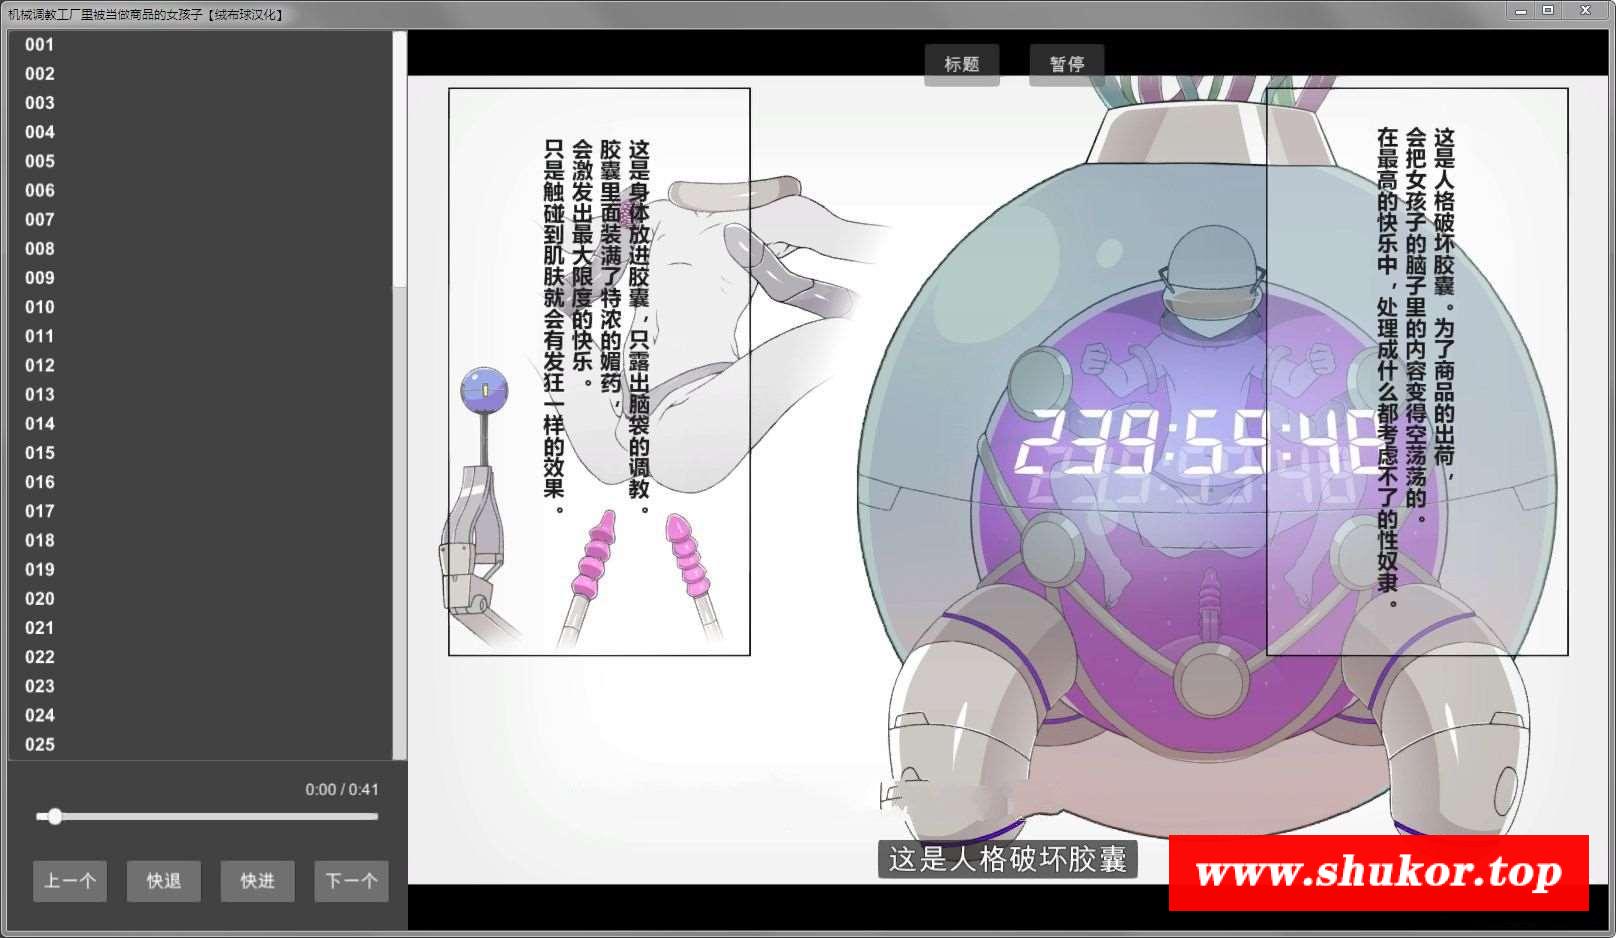 机械调教工厂里被当做商品的女孩子【绒布球汉化】
001
002
003
004
005
006
007
008
009
010
011
012
013
014
015
016
017
018
019
020
021
022
023
024
025
0:00 / 0:41
上一个
快退
快进
下一个
标题
暂停
这是人格破坏胶囊。为了商品的出荷，
会把女孩子的脑子里的内容变得空荡荡的。
在最高的快乐中，处理成什么都考虑不了的性奴隶。
这是身体放进胶囊，只露出脑袋的调教。
胶囊里面装满了特浓的媚药，
会激发出最大限度的快乐。
只是触碰到肌肤就会有发狂一样的效果。
239:59:48
这是人格破坏胶囊
www.shukor.top